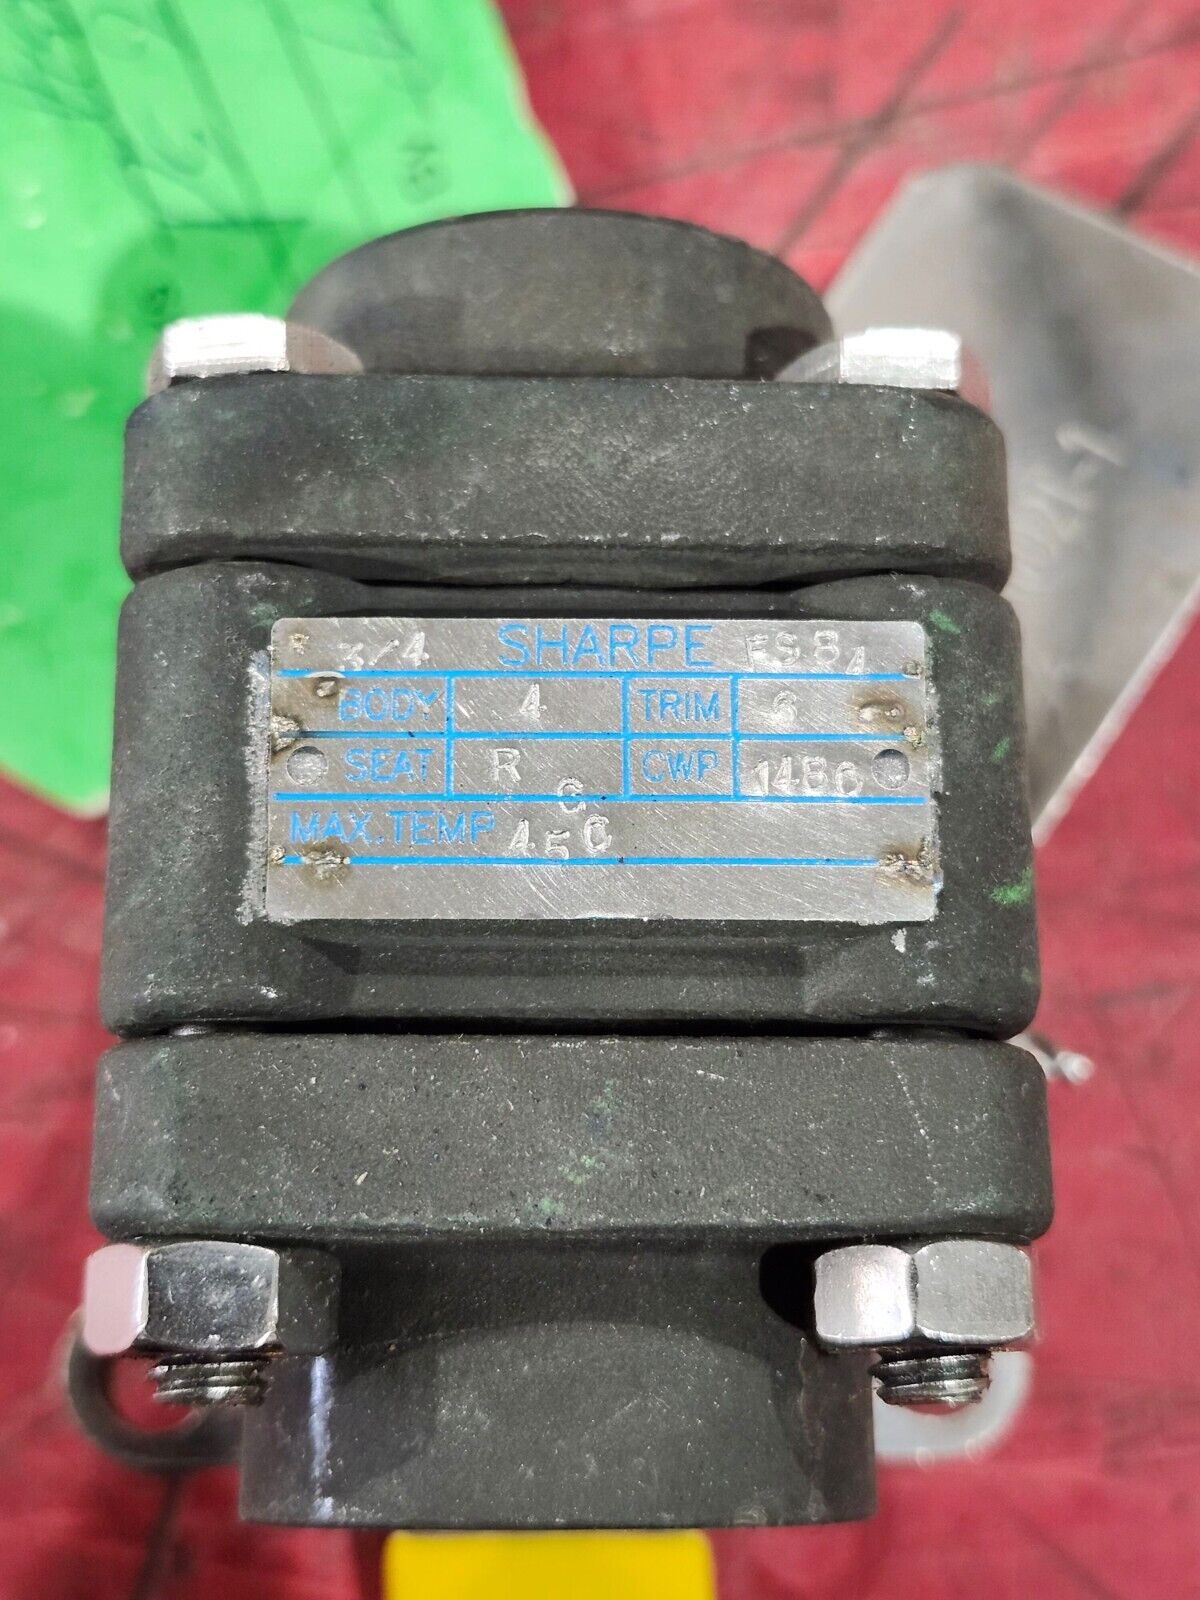 3/4 SHARPE FS84
BODY 4 TRIM 6
SEAT R CWP 1480
MAX.TEMP 450